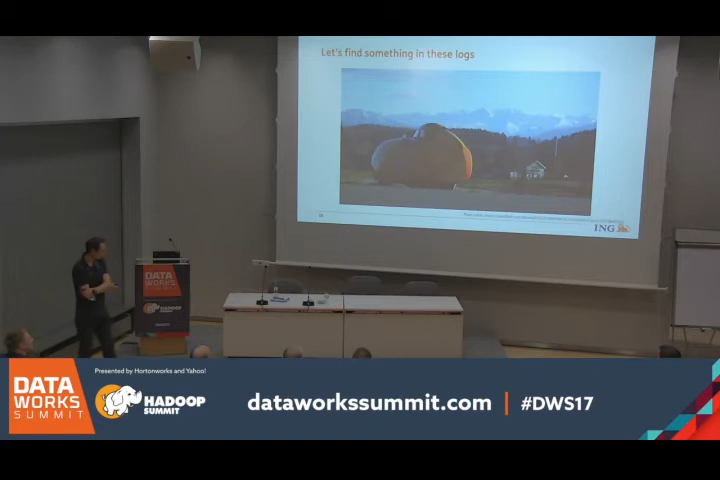 Let's find something in these logs
ING
DATA
WORKS
SUMMIT
HADOOP
SUMMIT
DATA
WORKS
SUMMIT
Presented by Hortonworks and Yahoo!
HADOOP
SUMMIT
dataworkssummit.com
#DWS17